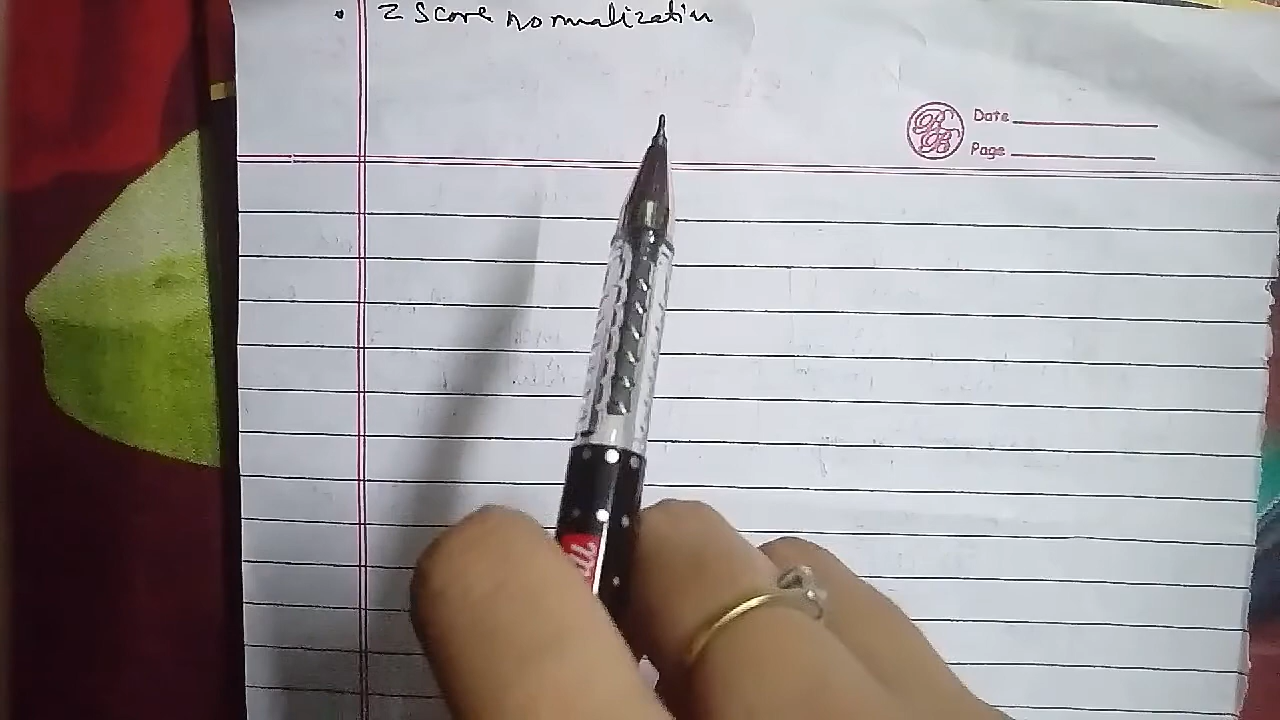 • Z Score normalization
Date
Page